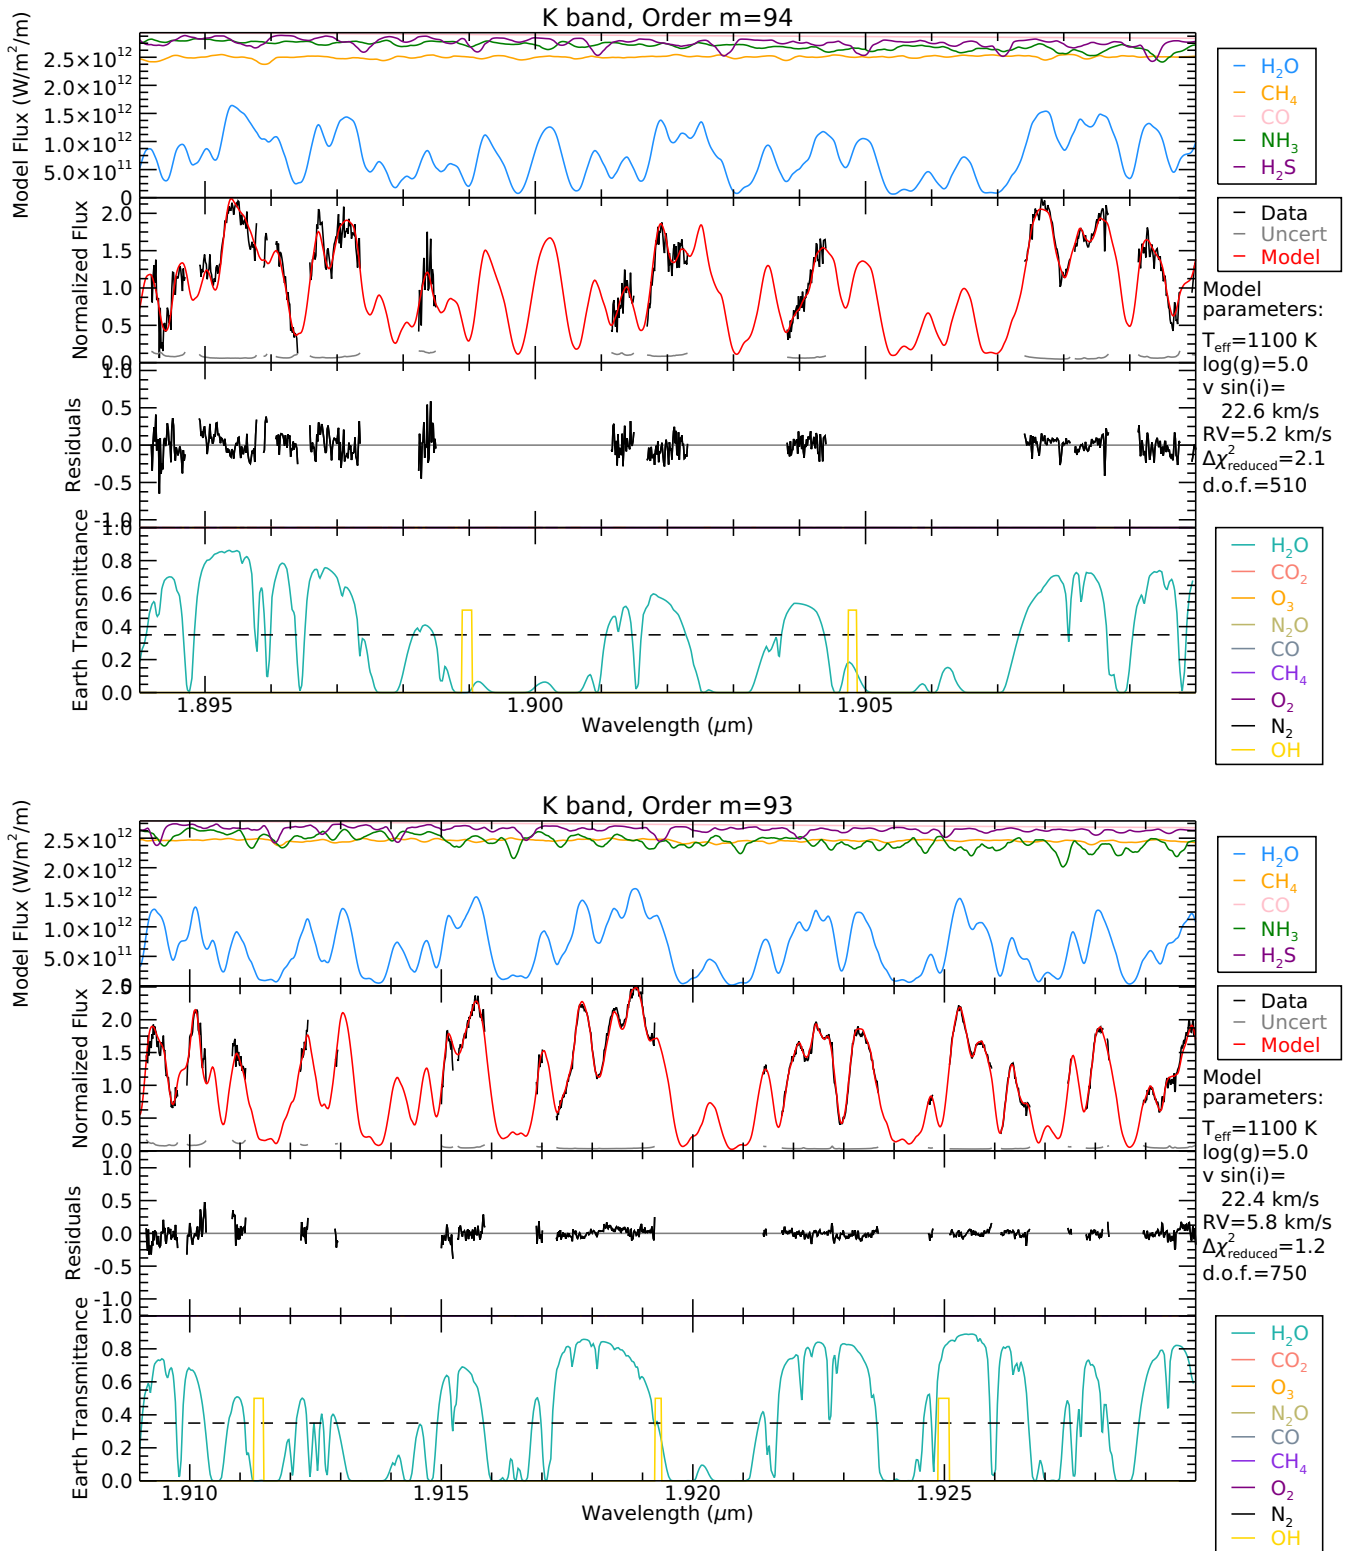 K band, Order m=94
Model Flux (W/m²/m)
2.5×10¹²
2.0×10¹²
1.5×10¹²
1.0×10¹²
5.0×10¹¹
0
H₂O
CH₄
CO
NH₃
H₂S
Normalized Flux
2.0
1.5
1.0
0.5
0.0
Data
Uncert
Model
Model
parameters:
T_eff=1100 K
log(g)=5.0
v sin(i)=
22.6 km/s
RV=5.2 km/s
Δχ²_reduced=2.1
d.o.f.=510
Residuals
1.0
0.5
0.0
-0.5
-1.0
Earth Transmittance
1.0
0.8
0.6
0.4
0.2
0.0
H₂O
CO₂
O₃
N₂O
CO
CH₄
O₂
N₂
OH
1.895 1.900 1.905
Wavelength (μm)
K band, Order m=93
Model Flux (W/m²/m)
2.5×10¹²
2.0×10¹²
1.5×10¹²
1.0×10¹²
5.0×10¹¹
0
H₂O
CH₄
CO
NH₃
H₂S
Normalized Flux
2.5
2.0
1.5
1.0
0.5
0.0
Data
Uncert
Model
Model
parameters:
T_eff=1100 K
log(g)=5.0
v sin(i)=
22.4 km/s
RV=5.8 km/s
Δχ²_reduced=1.2
d.o.f.=750
Residuals
1.0
0.5
0.0
-0.5
-1.0
Earth Transmittance
1.0
0.8
0.6
0.4
0.2
0.0
H₂O
CO₂
O₃
N₂O
CO
CH₄
O₂
N₂
OH
1.910 1.915 1.920 1.925
Wavelength (μm)